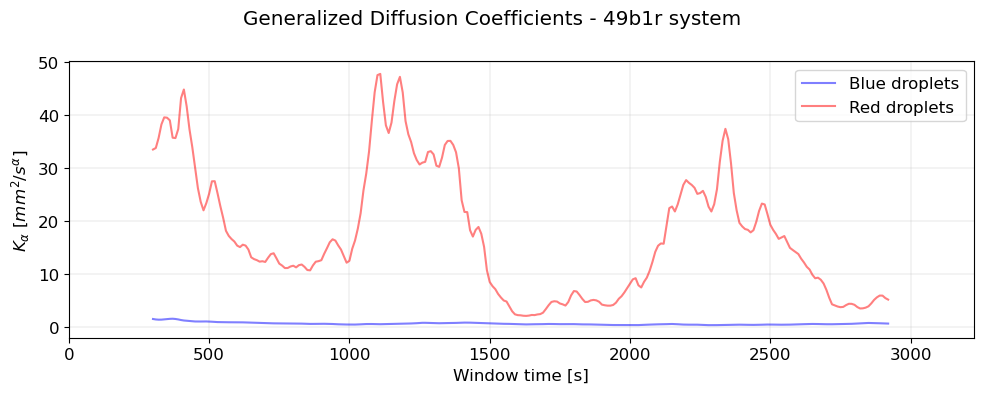 Generalized Diffusion Coefficients - 49b1r system
Kα [mm²/s^α]
50
40
30
20
10
0
Blue droplets
Red droplets
0 500 1000 1500 2000 2500 3000
Window time [s]